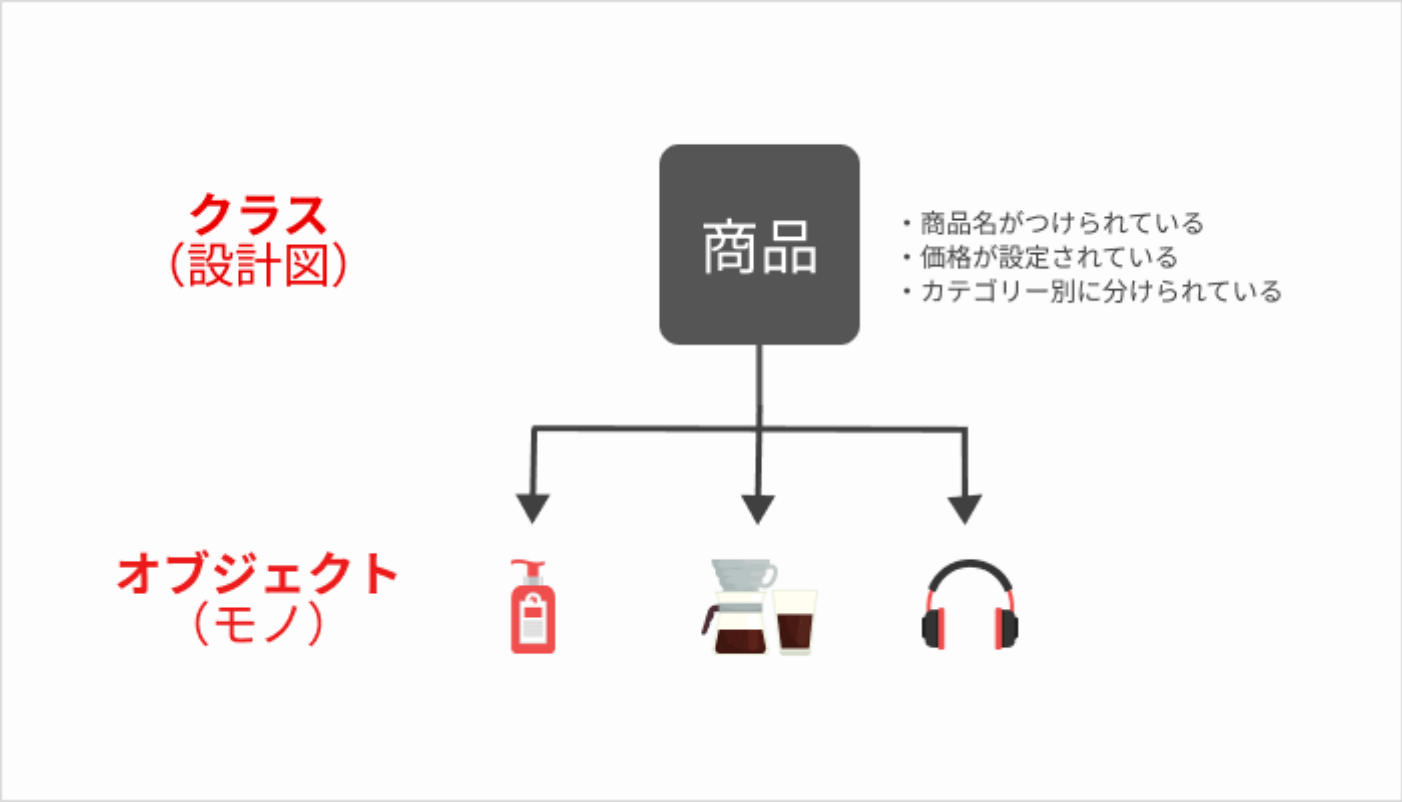 クラス
（設計図）
商品
・商品名がつけられている
・価格が設定されている
・カテゴリー別に分けられている
オブジェクト
（モノ）